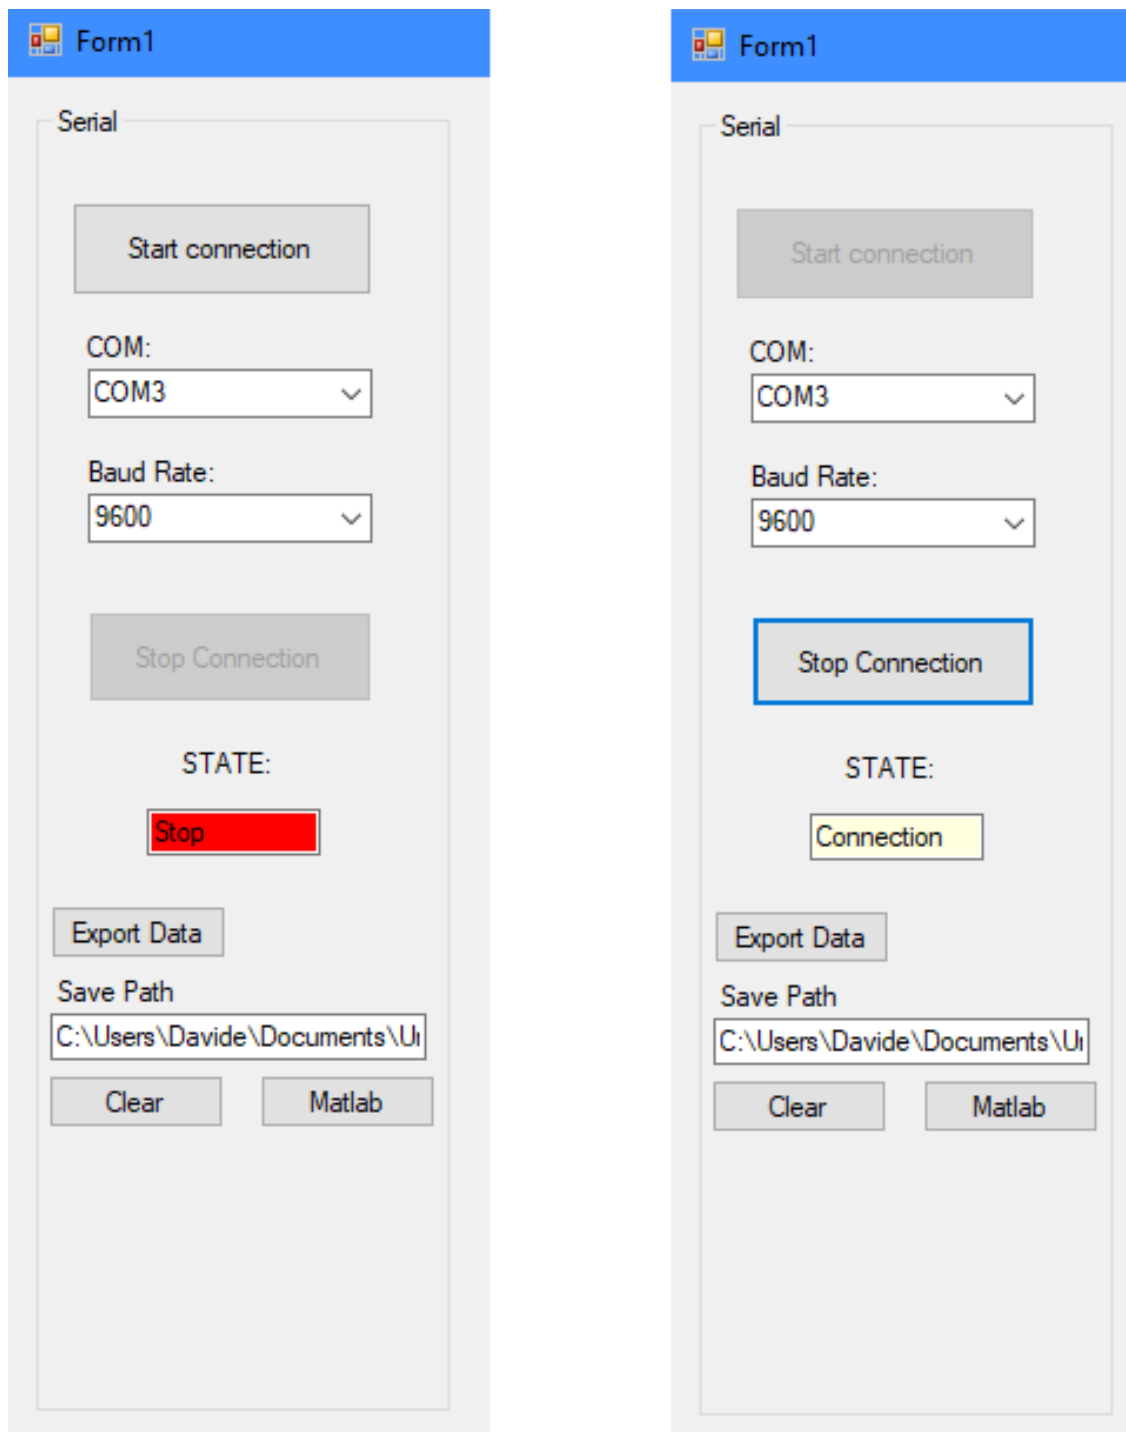 Form1
Serial
Start connection
COM:
COM3
Baud Rate:
9600
Stop Connection
STATE:
Stop
Export Data
Save Path
C:\Users\Davide\Documents\U
Clear Matlab
Form1
Serial
Start connection
COM:
COM3
Baud Rate:
9600
Stop Connection
STATE:
Connection
Export Data
Save Path
C:\Users\Davide\Documents\U
Clear Matlab